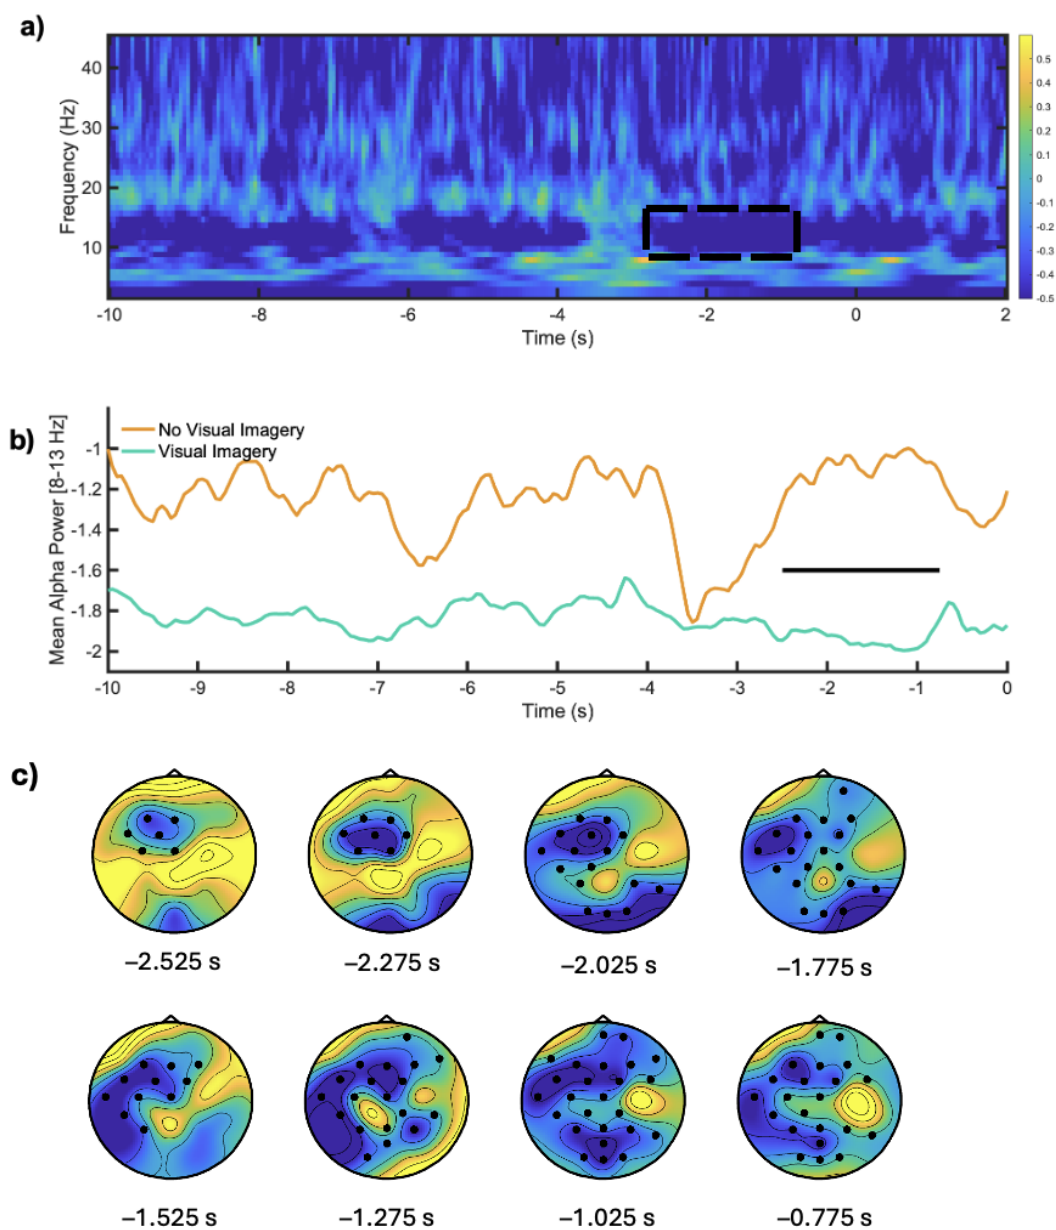 a)
Frequency (Hz)
40
30
20
10
-10 -8 -6 -4 -2 0 2
Time (s)
0.5
0.4
0.3
0.2
0.1
0
-0.1
-0.2
-0.3
-0.4
-0.5
b)
Mean Alpha Power [8-13 Hz]
No Visual Imagery
Visual Imagery
-1
-1.2
-1.4
-1.6
-1.8
-2
-10 -9 -8 -7 -6 -5 -4 -3 -2 -1 0
Time (s)
c)
–2.525 s –2.275 s –2.025 s –1.775 s
–1.525 s –1.275 s –1.025 s –0.775 s